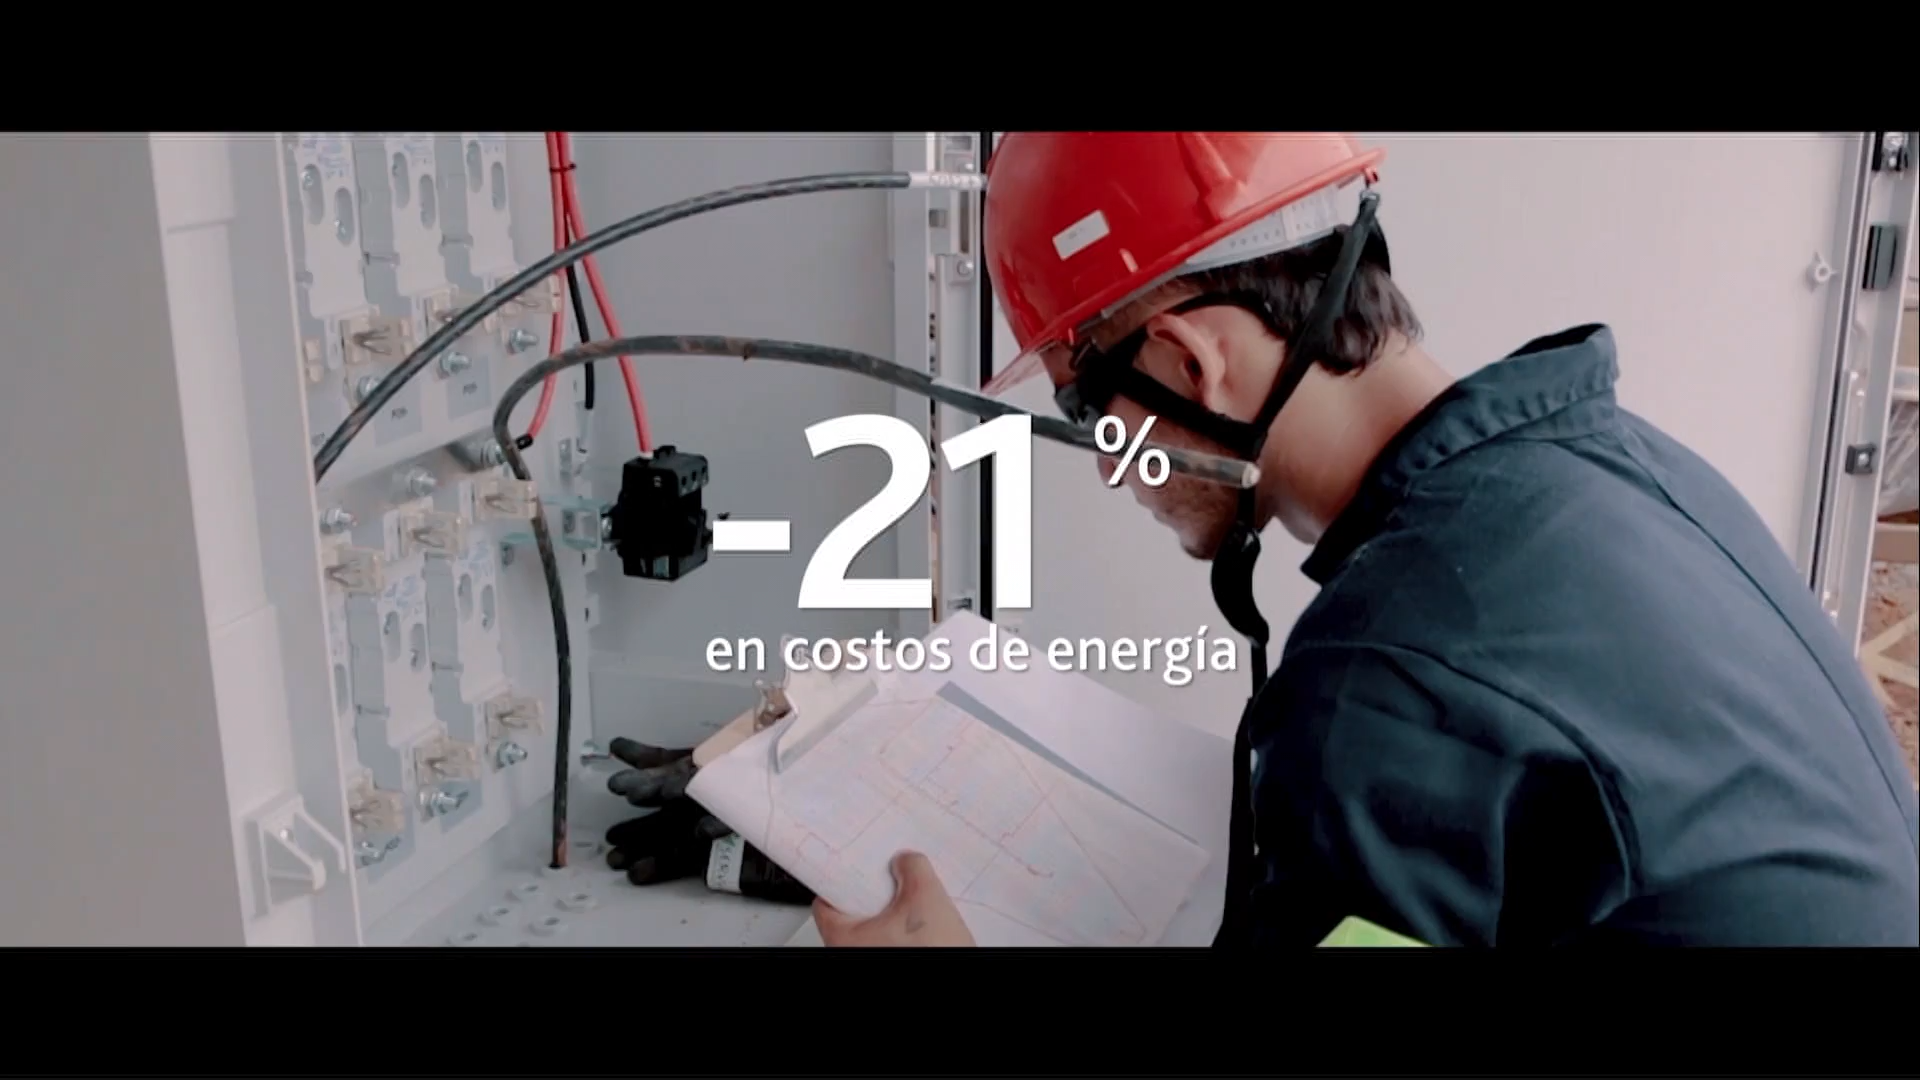 -21 %
en costos de energía